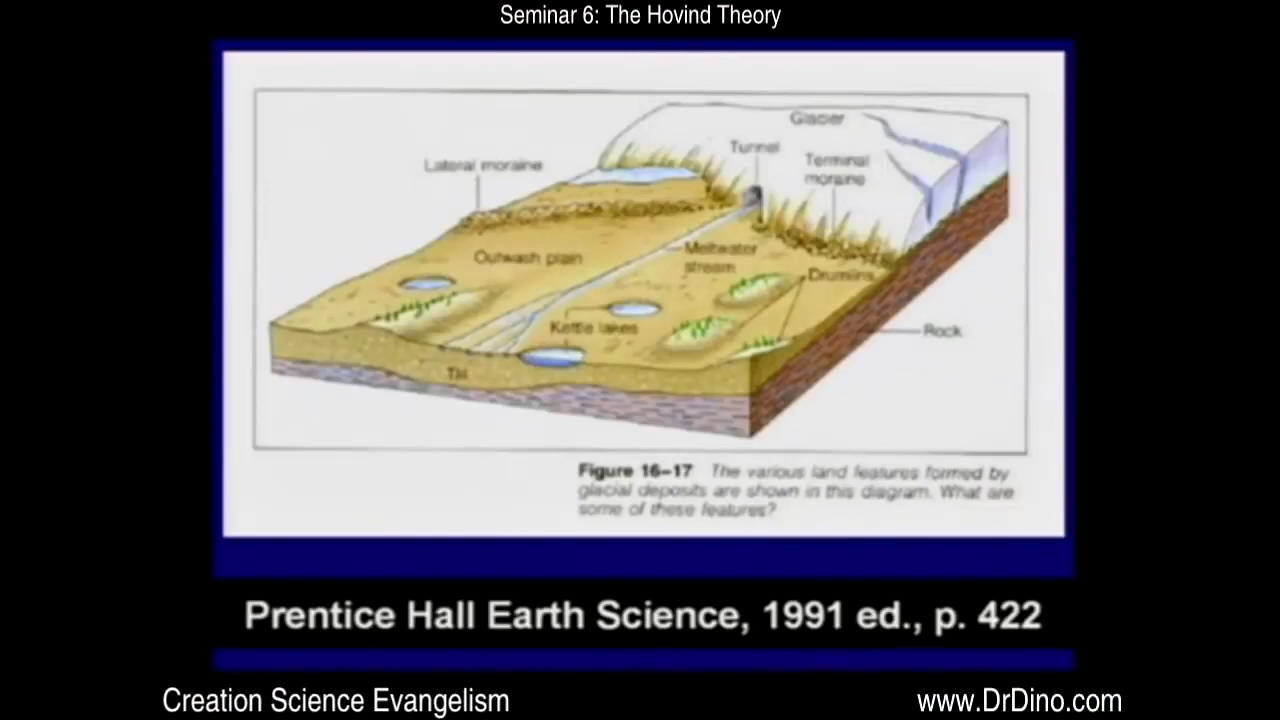 Seminar 6: The Hovind Theory
Glacier
Tunnel
Lateral moraine
Terminal
moraine
Outwash plain
Meltwater
stream
Drumlins
Kettle lakes
Rock
Till
Figure 16–17 The various land features formed by
glacial deposits are shown in this diagram. What are
some of these features?
Prentice Hall Earth Science, 1991 ed., p. 422
Creation Science Evangelism
www.DrDino.com